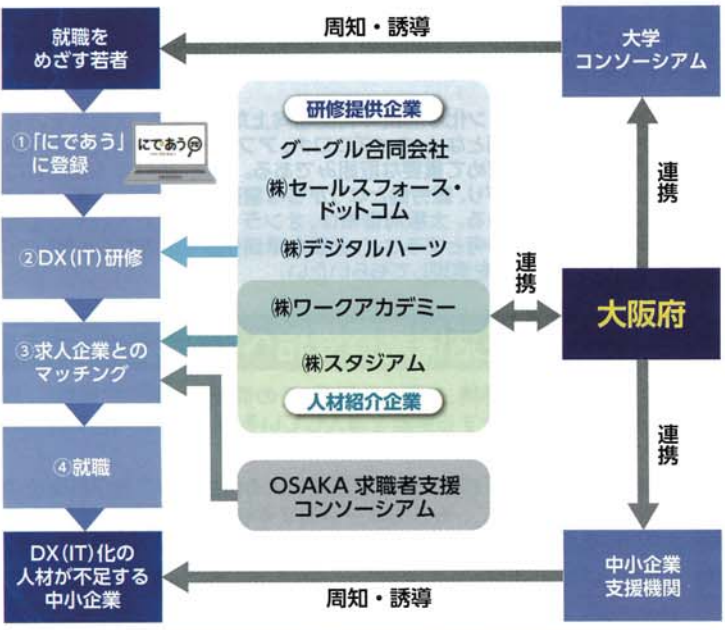 就職を
めざす若者
周知・誘導
大学
コンソーシアム
①「にであう」
に登録
にであう
研修提供企業
グーグル合同会社
㈱セールスフォース・
ドットコム
㈱デジタルハーツ
②DX(IT)研修
連携
連携
㈱ワークアカデミー
大阪府
③求人企業との
マッチング
㈱スタジアム
人材紹介企業
連携
④就職
OSAKA 求職者支援
コンソーシアム
DX(IT)化の
人材が不足する
中小企業
周知・誘導
中小企業
支援機関